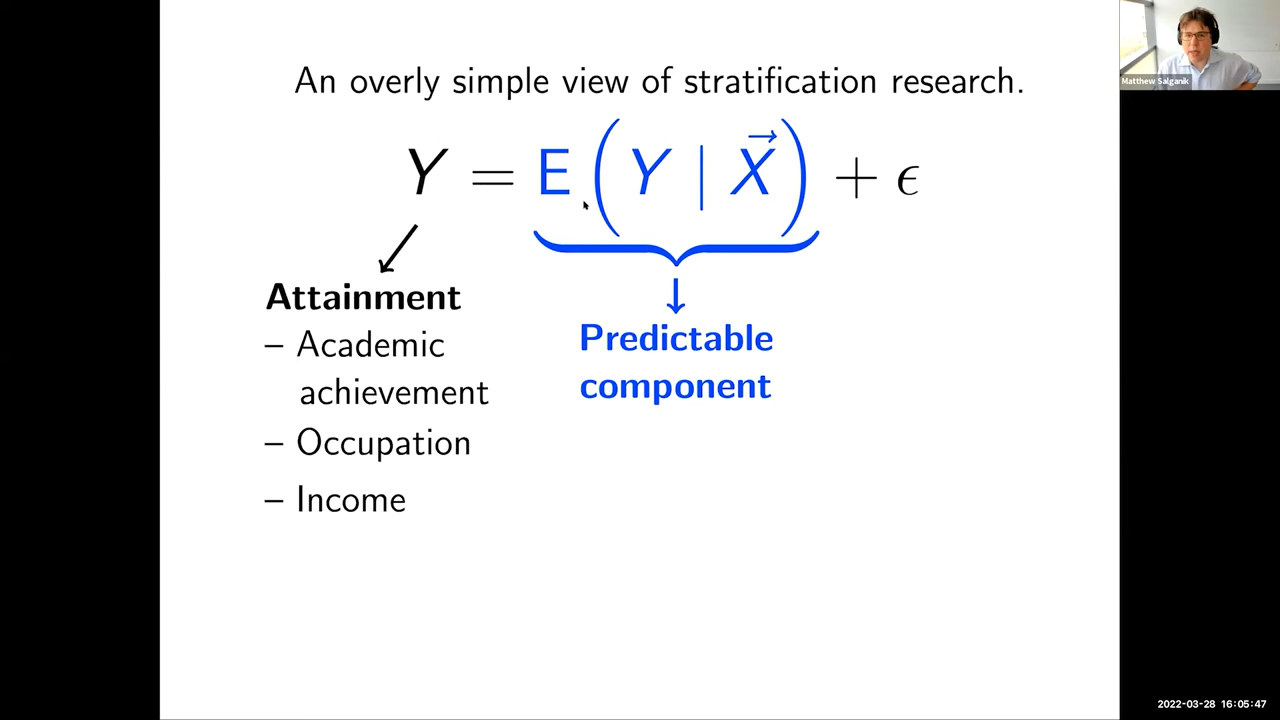 An overly simple view of stratification research.
Y = E ( Y | X⃗ ) + ϵ
Attainment
– Academic
achievement
– Occupation
– Income
Predictable
component
Matthew Salganik
2022-03-28 16:05:47